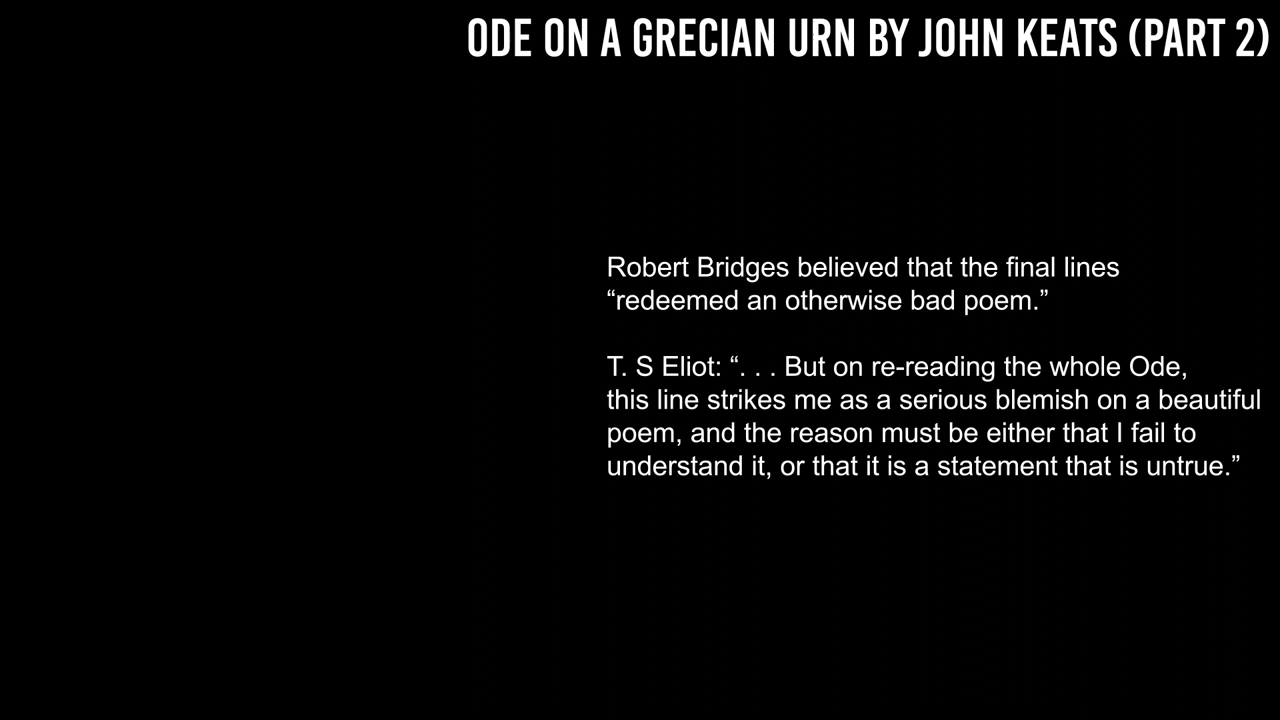 ODE ON A GRECIAN URN BY JOHN KEATS (PART 2)
Robert Bridges believed that the final lines
“redeemed an otherwise bad poem.”
T. S Eliot: “. . . But on re-reading the whole Ode,
this line strikes me as a serious blemish on a beautiful
poem, and the reason must be either that I fail to
understand it, or that it is a statement that is untrue.”